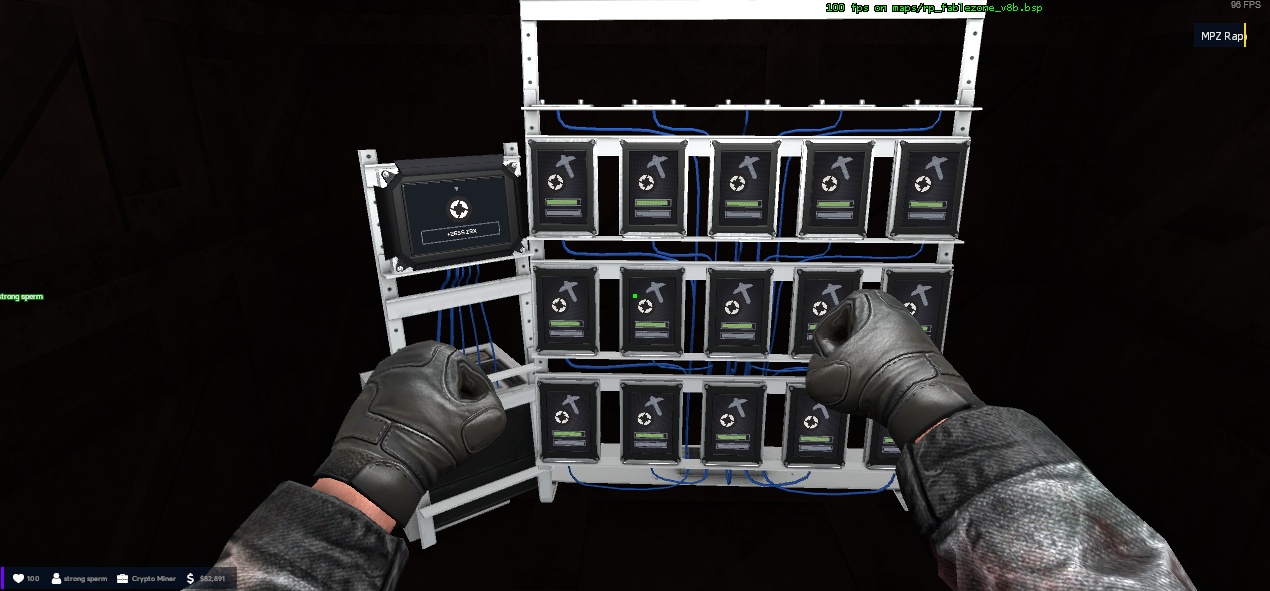 100 fps on maps/rp_fablezone_v8b.bsp
96 FPS
MPZ Rap
strong sperm
100
strong sperm
Crypto Miner
$
$82,891